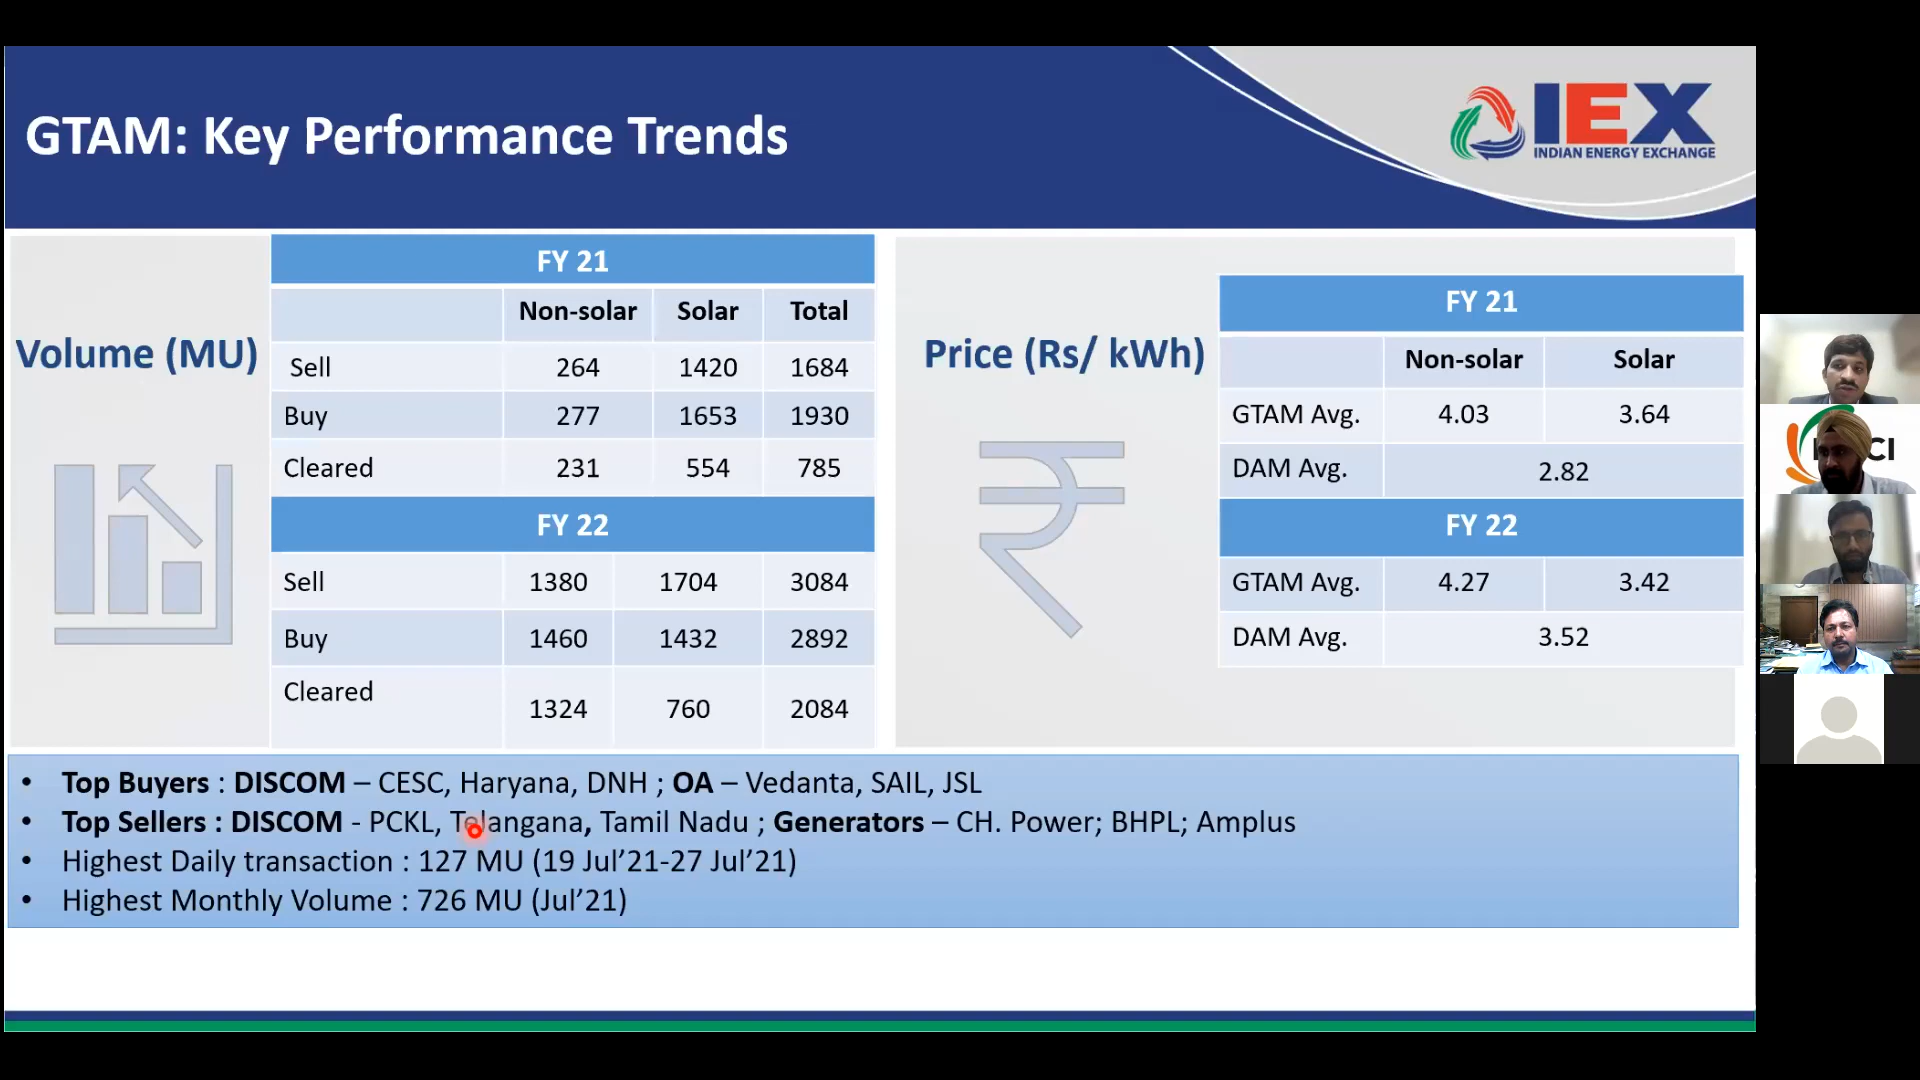 GTAM: Key Performance Trends
IEX
INDIAN ENERGY EXCHANGE
Volume (MU)
FY 21
Non-solar Solar Total
Sell 264 1420 1684
Buy 277 1653 1930
Cleared 231 554 785
FY 22
Sell 1380 1704 3084
Buy 1460 1432 2892
Cleared 1324 760 2084
Price (Rs/ kWh)
FY 21
Non-solar Solar
GTAM Avg. 4.03 3.64
DAM Avg. 2.82
FY 22
GTAM Avg. 4.27 3.42
DAM Avg. 3.52
• Top Buyers : DISCOM – CESC, Haryana, DNH ; OA – Vedanta, SAIL, JSL
• Top Sellers : DISCOM - PCKL, Telangana, Tamil Nadu ; Generators – CH. Power; BHPL; Amplus
• Highest Daily transaction : 127 MU (19 Jul’21-27 Jul’21)
• Highest Monthly Volume : 726 MU (Jul’21)